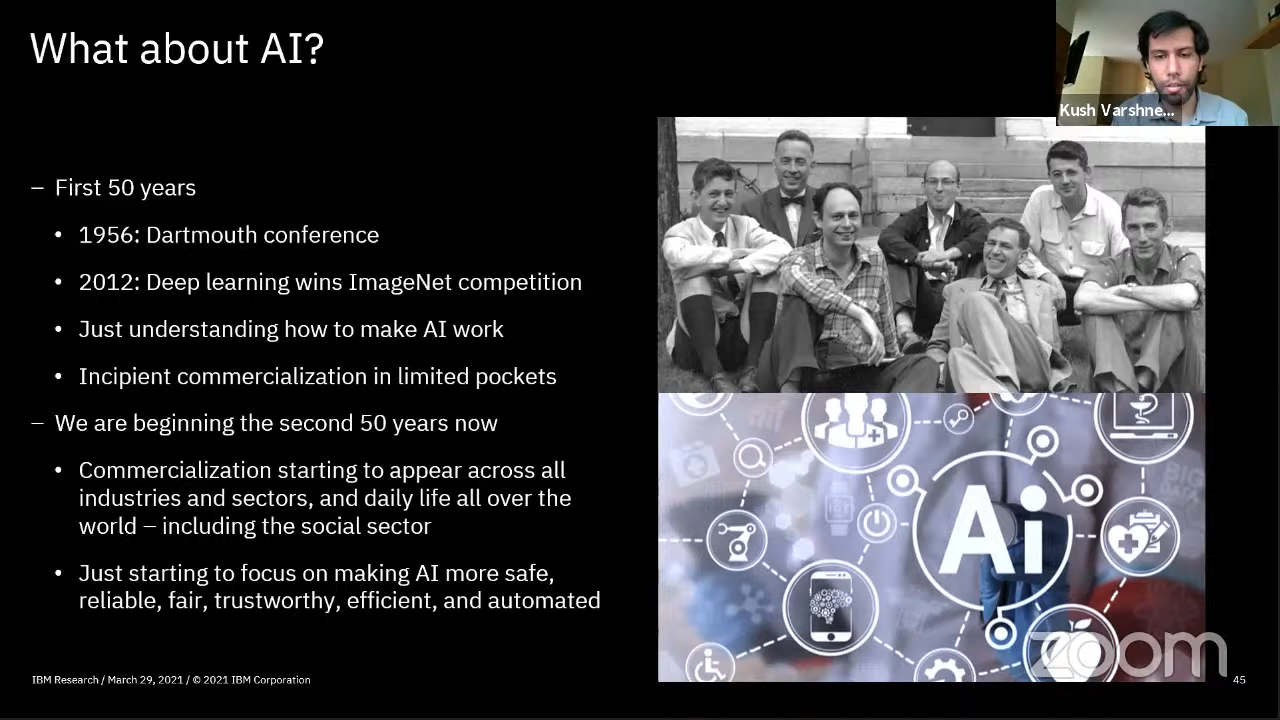 What about AI?
Kush Varshne...
– First 50 years
• 1956: Dartmouth conference
• 2012: Deep learning wins ImageNet competition
• Just understanding how to make AI work
• Incipient commercialization in limited pockets
– We are beginning the second 50 years now
• Commercialization starting to appear across all
industries and sectors, and daily life all over the
world – including the social sector
• Just starting to focus on making AI more safe,
reliable, fair, trustworthy, efficient, and automated
BIG
IOT
Ai
zoom
IBM Research / March 29, 2021 / © 2021 IBM Corporation
45